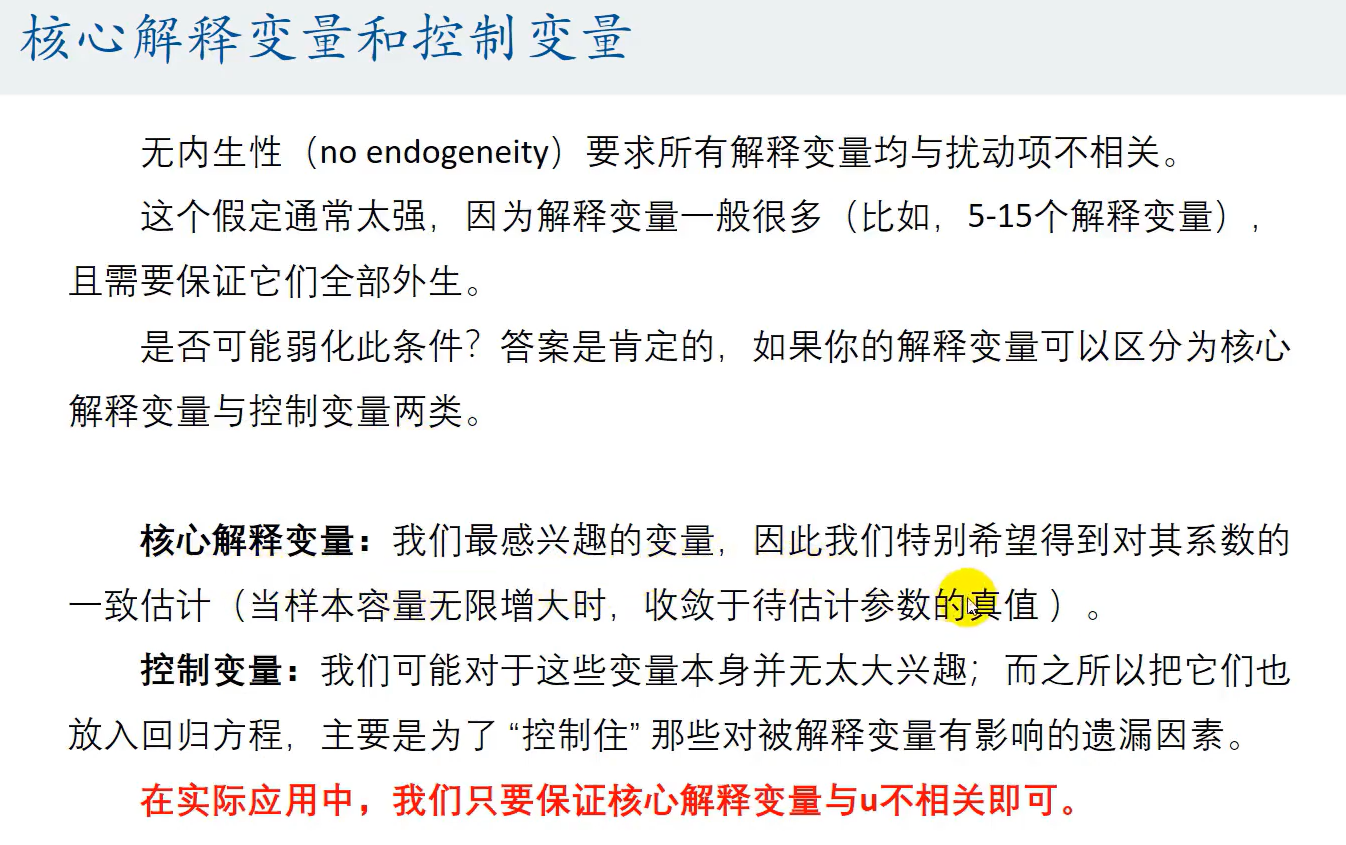 核心解释变量和控制变量
无内生性（no endogeneity）要求所有解释变量均与扰动项不相关。
这个假定通常太强，因为解释变量一般很多（比如，5-15个解释变量），
且需要保证它们全部外生。
是否可能弱化此条件？答案是肯定的，如果你的解释变量可以区分为核心
解释变量与控制变量两类。
核心解释变量：我们最感兴趣的变量，因此我们特别希望得到对其系数的
一致估计（当样本容量无限增大时，收敛于待估计参数的真值 ）。
控制变量：我们可能对于这些变量本身并无太大兴趣；而之所以把它们也
放入回归方程，主要是为了 “控制住” 那些对被解释变量有影响的遗漏因素。
在实际应用中，我们只要保证核心解释变量与u不相关即可。